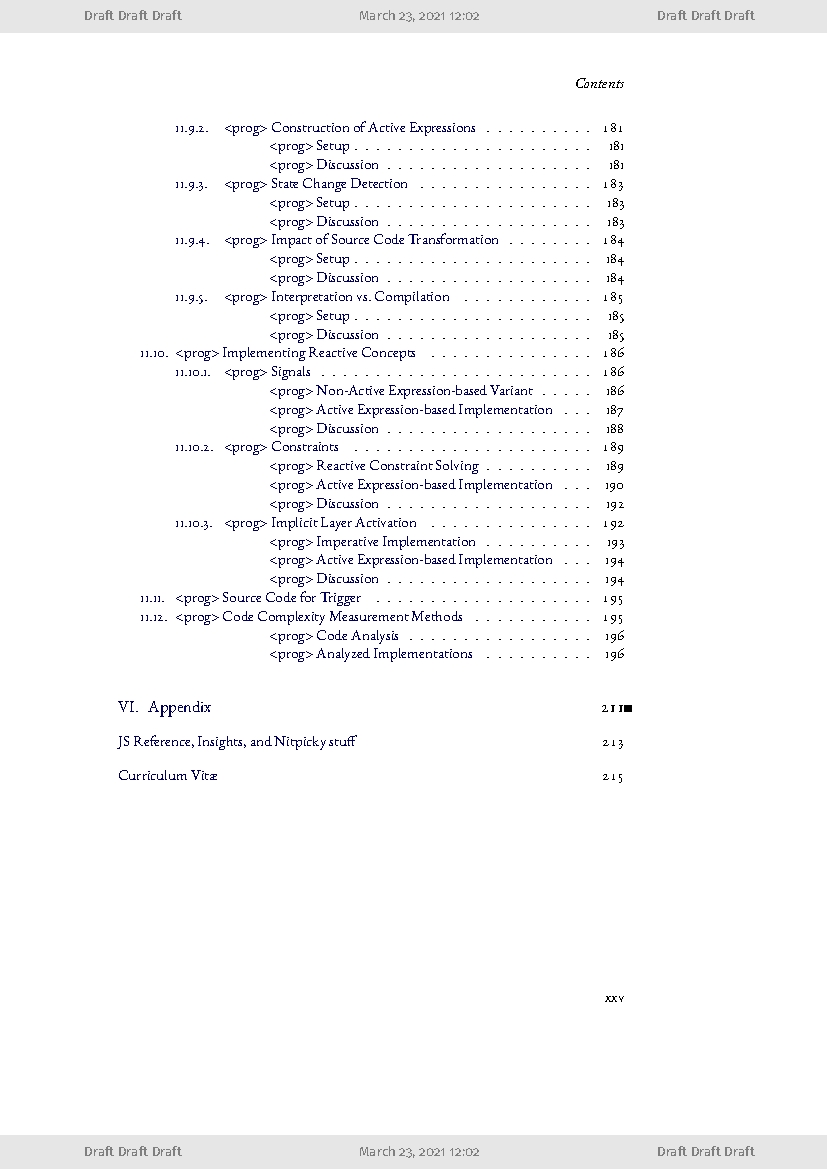 Draft Draft Draft March 23, 2021 12:02 Draft Draft Draft
Contents
11.9.2. <prog> Construction of Active Expressions . . . . . . . . . . 181
<prog> Setup . . . . . . . . . . . . . . . . . . . . . . 181
<prog> Discussion . . . . . . . . . . . . . . . . . . . 181
11.9.3. <prog> State Change Detection . . . . . . . . . . . . . . . . 183
<prog> Setup . . . . . . . . . . . . . . . . . . . . . . 183
<prog> Discussion . . . . . . . . . . . . . . . . . . . 183
11.9.4. <prog> Impact of Source Code Transformation . . . . . . . . 184
<prog> Setup . . . . . . . . . . . . . . . . . . . . . . 184
<prog> Discussion . . . . . . . . . . . . . . . . . . . 184
11.9.5. <prog> Interpretation vs. Compilation . . . . . . . . . . . . 185
<prog> Setup . . . . . . . . . . . . . . . . . . . . . . 185
<prog> Discussion . . . . . . . . . . . . . . . . . . . 185
11.10. <prog> Implementing Reactive Concepts . . . . . . . . . . . . . . . 186
11.10.1. <prog> Signals . . . . . . . . . . . . . . . . . . . . . . . . . 186
<prog> Non-Active Expression-based Variant . . . . . 186
<prog> Active Expression-based Implementation . . . 187
<prog> Discussion . . . . . . . . . . . . . . . . . . . 188
11.10.2. <prog> Constraints . . . . . . . . . . . . . . . . . . . . . . 189
<prog> Reactive Constraint Solving . . . . . . . . . . 189
<prog> Active Expression-based Implementation . . . 190
<prog> Discussion . . . . . . . . . . . . . . . . . . . 192
11.10.3. <prog> Implicit Layer Activation . . . . . . . . . . . . . . . 192
<prog> Imperative Implementation . . . . . . . . . . . 193
<prog> Active Expression-based Implementation . . . 194
<prog> Discussion . . . . . . . . . . . . . . . . . . . 194
11.11. <prog> Source Code for Trigger . . . . . . . . . . . . . . . . . . . . 195
11.12. <prog> Code Complexity Measurement Methods . . . . . . . . . . . 195
<prog> Code Analysis . . . . . . . . . . . . . . . . . 196
<prog> Analyzed Implementations . . . . . . . . . . 196
VI. Appendix 211
JS Reference, Insights, and Nitpicky stuff 213
Curriculum Vitæ 215
xxv
Draft Draft Draft March 23, 2021 12:02 Draft Draft Draft